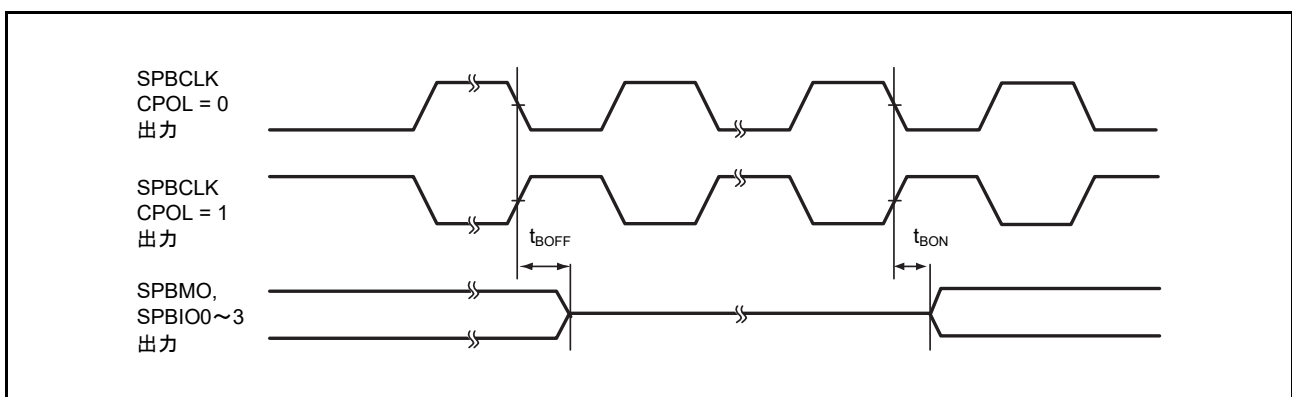 SPBCLK
CPOL = 0
出力
SPBCLK
CPOL = 1
出力
tBOFF
tBON
SPBMO,
SPBIO0～3
出力